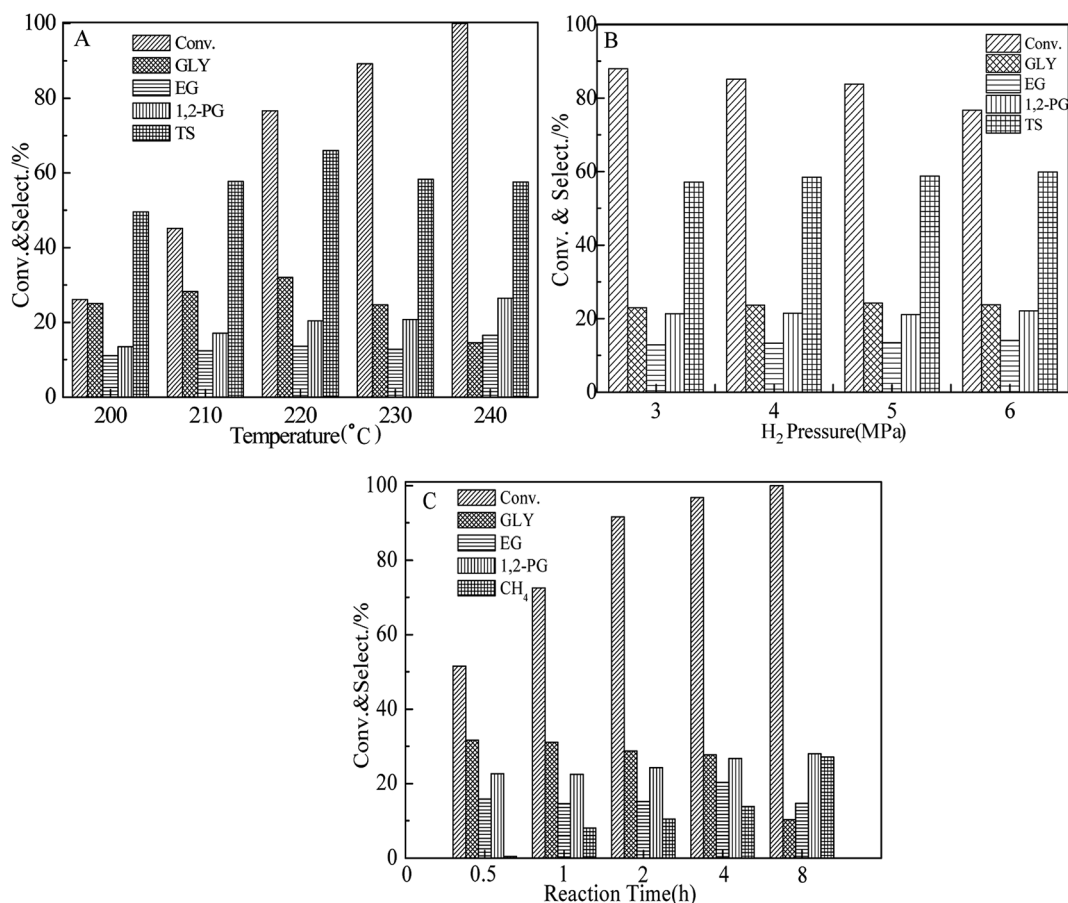 A
Conv.
GLY
EG
1,2-PG
TS
100
80
60
40
20
0
Conv.&Select./%
200 210 220 230 240
Temperature(°C)
B
Conv.
GLY
EG
1,2-PG
TS
100
80
60
40
20
0
Conv. & Select./%
3 4 5 6
H₂ Pressure(MPa)
C
Conv.
GLY
EG
1,2-PG
CH₄
100
80
60
40
20
0
Conv.&Select./%
0 0.5 1 2 4 8
Reaction Time(h)